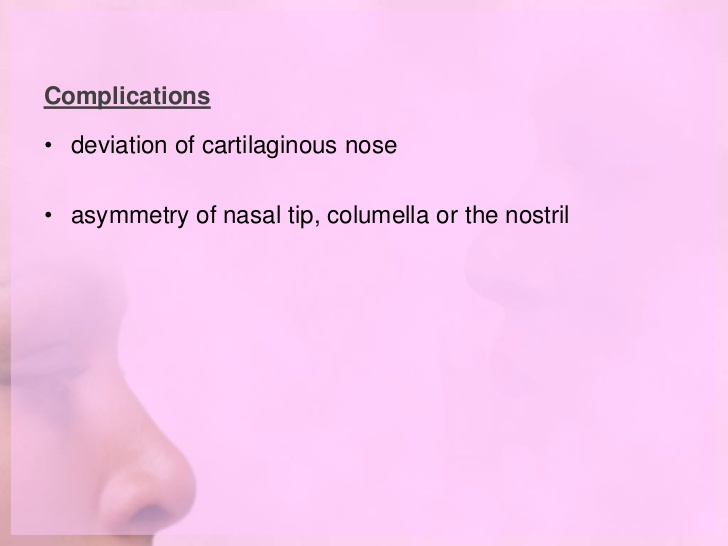 Complications
• deviation of cartilaginous nose
• asymmetry of nasal tip, columella or the nostril